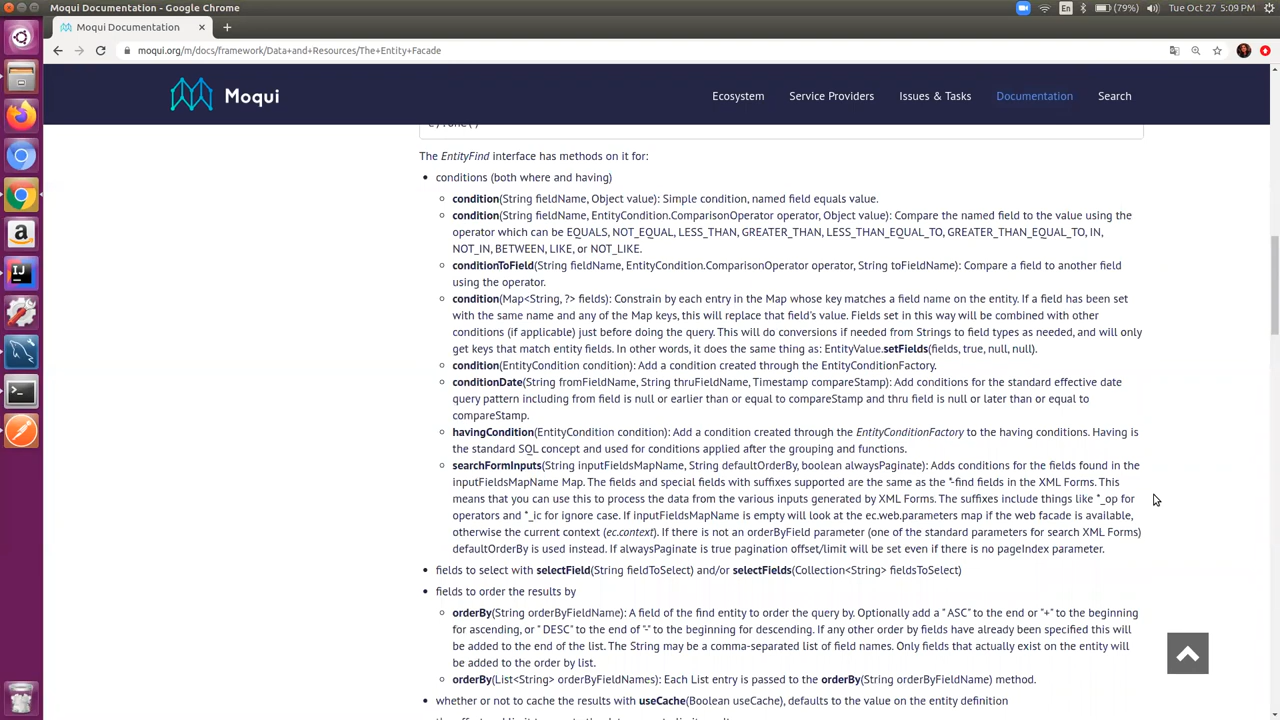 Moqui Documentation - Google Chrome
En
(79%)
Tue Oct 27 5:09 PM
Moqui Documentation
moqui.org/m/docs/framework/Data+and+Resources/The+Entity+Facade
Moqui
Ecosystem
Service Providers
Issues & Tasks
Documentation
Search
The EntityFind interface has methods on it for:
conditions (both where and having)
condition(String fieldName, Object value): Simple condition, named field equals value.
condition(String fieldName, EntityCondition.ComparisonOperator operator, Object value): Compare the named field to the value using the
operator which can be EQUALS, NOT_EQUAL, LESS_THAN, GREATER_THAN, LESS_THAN_EQUAL_TO, GREATER_THAN_EQUAL_TO, IN,
NOT_IN, BETWEEN, LIKE, or NOT_LIKE.
conditionToField(String fieldName, EntityCondition.ComparisonOperator operator, String toFieldName): Compare a field to another field
using the operator.
condition(Map<String, ?> fields): Constrain by each entry in the Map whose key matches a field name on the entity. If a field has been set
with the same name and any of the Map keys, this will replace that field's value. Fields set in this way will be combined with other
conditions (if applicable) just before doing the query. This will do conversions if needed from Strings to field types as needed, and will only
get keys that match entity fields. In other words, it does the same thing as: EntityValue.setFields(fields, true, null, null).
condition(EntityCondition condition): Add a condition created through the EntityConditionFactory.
conditionDate(String fromFieldName, String thruFieldName, Timestamp compareStamp): Add conditions for the standard effective date
query pattern including from field is null or earlier than or equal to compareStamp and thru field is null or later than or equal to
compareStamp.
havingCondition(EntityCondition condition): Add a condition created through the EntityConditionFactory to the having conditions. Having is
the standard SQL concept and used for conditions applied after the grouping and functions.
searchFormInputs(String inputFieldsMapName, String defaultOrderBy, boolean alwaysPaginate): Adds conditions for the fields found in the
inputFieldsMapName Map. The fields and special fields with suffixes supported are the same as the *-find fields in the XML Forms. This
means that you can use this to process the data from the various inputs generated by XML Forms. The suffixes include things like *_op for
operators and *_ic for ignore case. If inputFieldsMapName is empty will look at the ec.web.parameters map if the web facade is available,
otherwise the current context (ec.context). If there is not an orderByField parameter (one of the standard parameters for search XML Forms)
defaultOrderBy is used instead. If alwaysPaginate is true pagination offset/limit will be set even if there is no pageIndex parameter.
fields to select with selectField(String fieldToSelect) and/or selectFields(Collection<String> fieldsToSelect)
fields to order the results by
orderBy(String orderByFieldName): A field of the find entity to order the query by. Optionally add a " ASC" to the end or "+" to the beginning
for ascending, or " DESC" to the end of "-" to the beginning for descending. If any other order by fields have already been specified this will
be added to the end of the list. The String may be a comma-separated list of field names. Only fields that actually exist on the entity will
be added to the order by list.
orderBy(List<String> orderByFieldNames): Each List entry is passed to the orderBy(String orderByFieldName) method.
whether or not to cache the results with useCache(Boolean useCache), defaults to the value on the entity definition